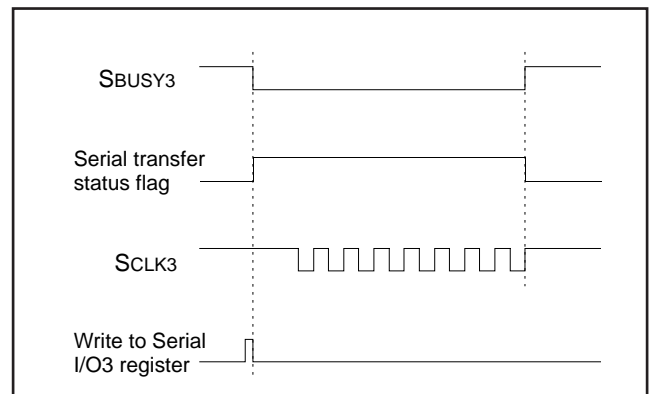 SBUSY3
Serial transfer
status flag
SCLK3
Write to Serial
I/O3 register